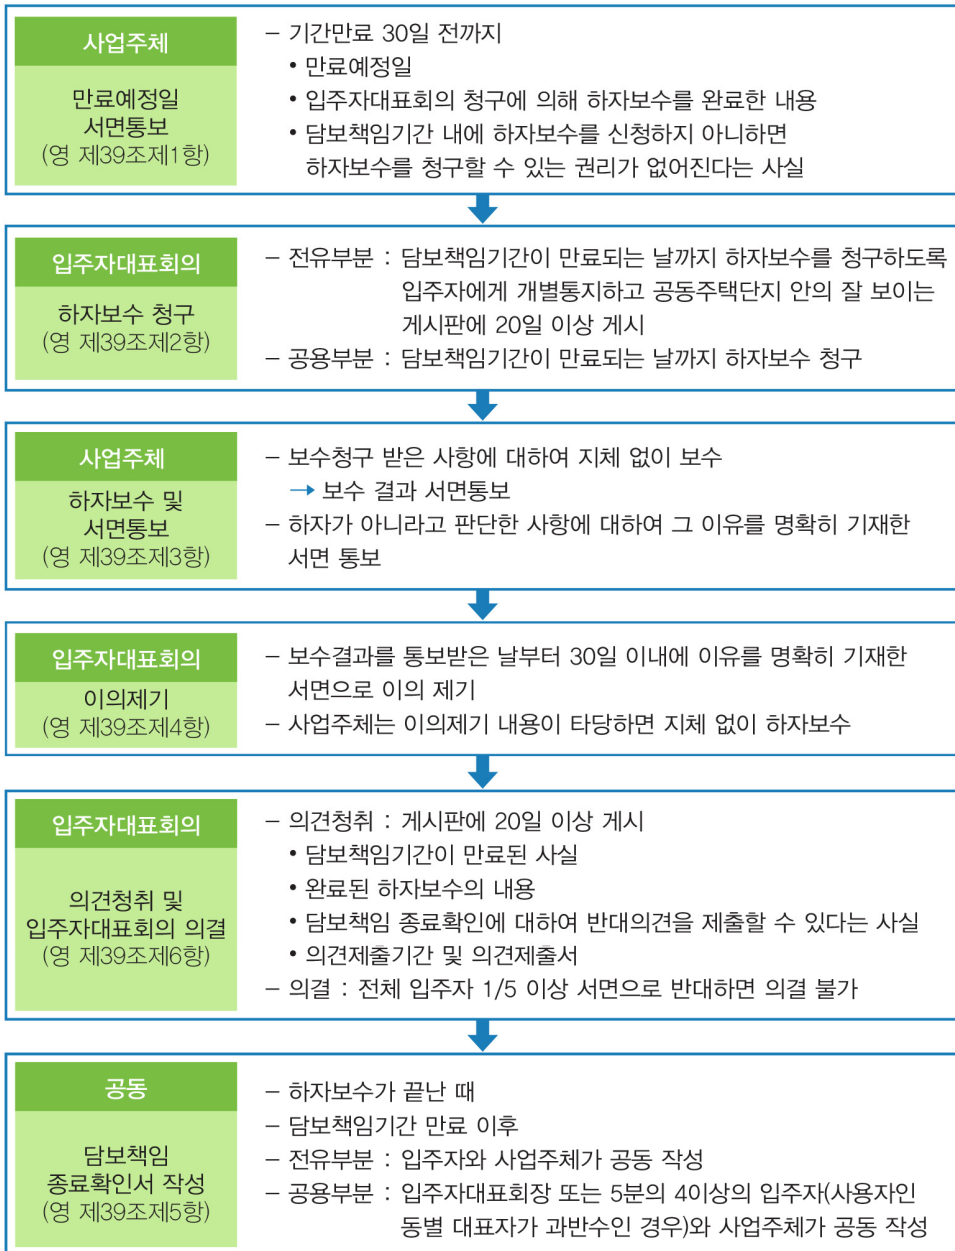 사업주체
만료예정일
서면통보
(영 제39조제1항)
– 기간만료 30일 전까지
• 만료예정일
• 입주자대표회의 청구에 의해 하자보수를 완료한 내용
• 담보책임기간 내에 하자보수를 신청하지 아니하면
하자보수를 청구할 수 있는 권리가 없어진다는 사실
입주자대표회의
하자보수 청구
(영 제39조제2항)
– 전유부분 : 담보책임기간이 만료되는 날까지 하자보수를 청구하도록
입주자에게 개별통지하고 공동주택단지 안의 잘 보이는
게시판에 20일 이상 게시
– 공용부분 : 담보책임기간이 만료되는 날까지 하자보수 청구
사업주체
하자보수 및
서면통보
(영 제39조제3항)
– 보수청구 받은 사항에 대하여 지체 없이 보수
→ 보수 결과 서면통보
– 하자가 아니라고 판단한 사항에 대하여 그 이유를 명확히 기재한
서면 통보
입주자대표회의
이의제기
(영 제39조제4항)
– 보수결과를 통보받은 날부터 30일 이내에 이유를 명확히 기재한
서면으로 이의 제기
– 사업주체는 이의제기 내용이 타당하면 지체 없이 하자보수
입주자대표회의
의견청취 및
입주자대표회의 의결
(영 제39조제6항)
– 의견청취 : 게시판에 20일 이상 게시
• 담보책임기간이 만료된 사실
• 완료된 하자보수의 내용
• 담보책임 종료확인에 대하여 반대의견을 제출할 수 있다는 사실
• 의견제출기간 및 의견제출서
– 의결 : 전체 입주자 1/5 이상 서면으로 반대하면 의결 불가
공동
담보책임
종료확인서 작성
(영 제39조제5항)
– 하자보수가 끝난 때
– 담보책임기간 만료 이후
– 전유부분 : 입주자와 사업주체가 공동 작성
– 공용부분 : 입주자대표회장 또는 5분의 4이상의 입주자(사용자인
동별 대표자가 과반수인 경우)와 사업주체가 공동 작성